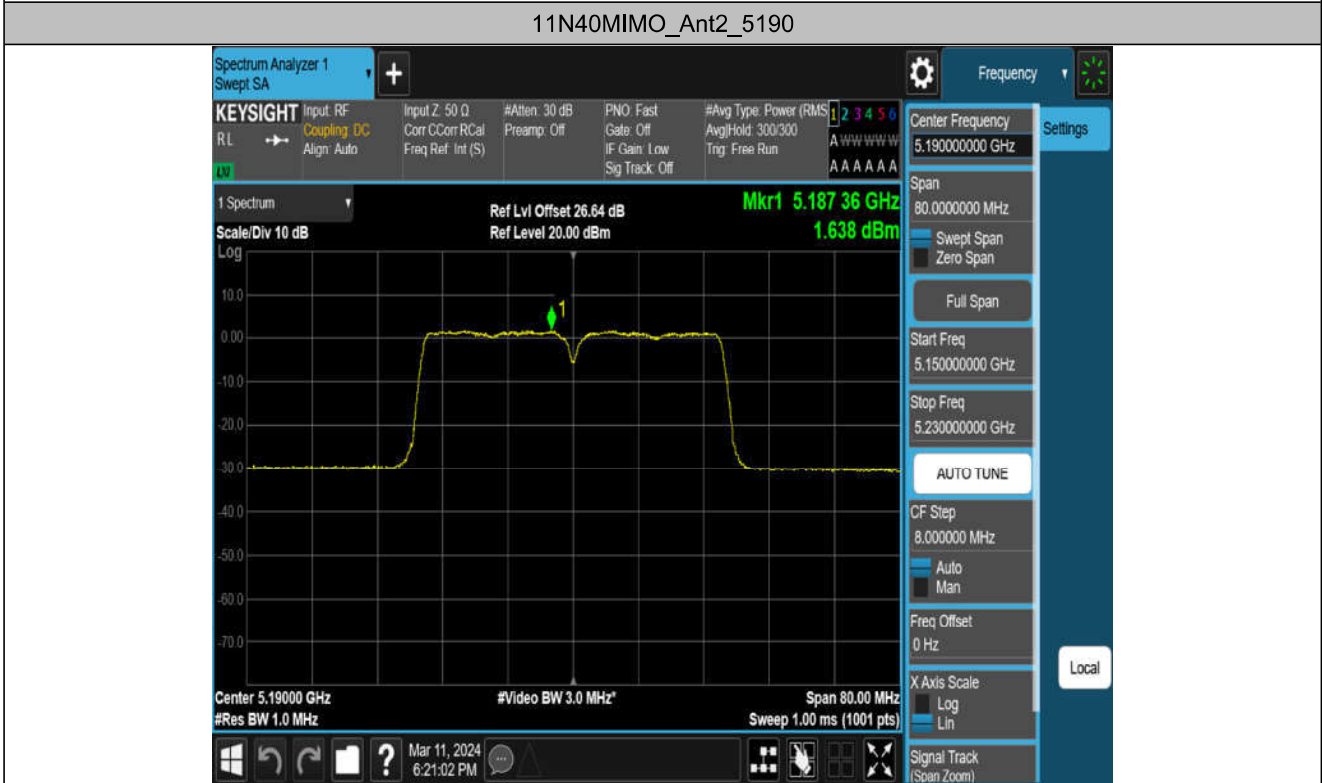 11N40MIMO_Ant2_5190
Spectrum Analyzer 1
Swept SA
+
Frequency
KEYSIGHT
RL
LXI
Input: RF
Coupling: DC
Align: Auto
Input Z: 50 Ω
Corr CCorr RCal
Freq Ref: Int (S)
#Atten: 30 dB
Preamp: Off
PNO: Fast
Gate: Off
IF Gain: Low
Sig Track: Off
#Avg Type: Power (RMS
Avg|Hold: 300/300
Trig: Free Run
1 2 3 4 5 6
A W W W W W
A A A A A A
Center Frequency
5.190000000 GHz
Settings
Span
80.0000000 MHz
Swept Span
Zero Span
Full Span
Start Freq
5.150000000 GHz
Stop Freq
5.230000000 GHz
AUTO TUNE
CF Step
8.000000 MHz
Auto
Man
Freq Offset
0 Hz
X Axis Scale
Log
Lin
Signal Track
(Span Zoom)
Local
1 Spectrum
Scale/Div 10 dB
Ref Lvl Offset 26.64 dB
Ref Level 20.00 dBm
Mkr1 5.187 36 GHz
1.638 dBm
Log
10.0
0.00
-10.0
-20.0
-30.0
-40.0
-50.0
-60.0
-70.0
1
Center 5.19000 GHz
#Res BW 1.0 MHz
#Video BW 3.0 MHz*
Span 80.00 MHz
Sweep 1.00 ms (1001 pts)
?
Mar 11, 2024
6:21:02 PM